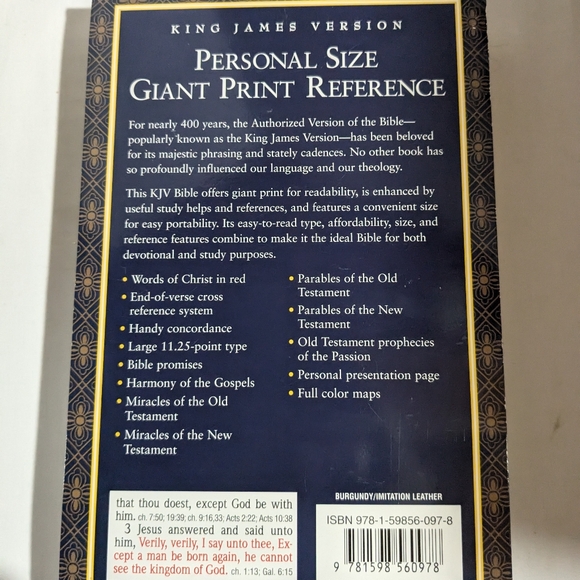 KING JAMES VERSION
PERSONAL SIZE
GIANT PRINT REFERENCE
For nearly 400 years, the Authorized Version of the Bible—
popularly known as the King James Version—has been beloved
for its majestic phrasing and stately cadences. No other book has
so profoundly influenced our language and our theology.
This KJV Bible offers giant print for readability, is enhanced by
useful study helps and references, and features a convenient size
for easy portability. Its easy-to-read type, affordability, size, and
reference features combine to make it the ideal Bible for both
devotional and study purposes.
• Words of Christ in red
• End-of-verse cross
reference system
• Handy concordance
• Large 11.25-point type
• Bible promises
• Harmony of the Gospels
• Miracles of the Old
Testament
• Miracles of the New
Testament
• Parables of the Old
Testament
• Parables of the New
Testament
• Old Testament prophecies
of the Passion
• Personal presentation page
• Full color maps
that thou doest, except God be with
him. ch. 7:50; 19:39; ch. 9:16,33; Acts 2:22; Acts 10:38
3 Jesus answered and said unto
him, Verily, verily, I say unto thee, Ex-
cept a man be born again, he cannot
see the kingdom of God. ch. 1:13; Gal. 6:15
BURGUNDY/IMITATION LEATHER
ISBN 978-1-59856-097-8
9 781598 560978